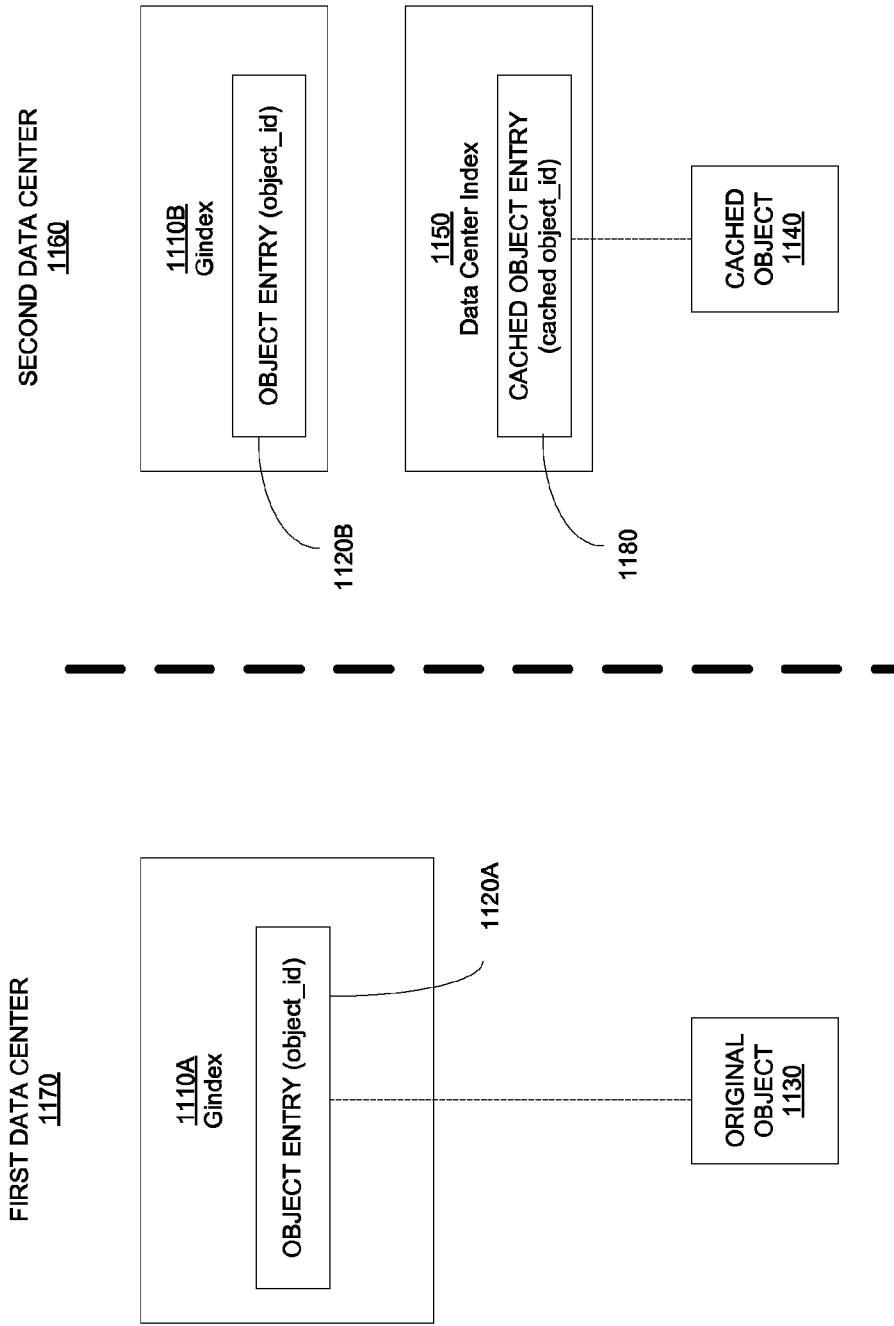 FIRST DATA CENTER
1170
1110A
Gindex
OBJECT ENTRY (object_id)
1120A
ORIGINAL
OBJECT
1130
SECOND DATA CENTER
1160
1110B
Gindex
OBJECT ENTRY (object_id)
1120B
1150
Data Center Index
CACHED OBJECT ENTRY
(cached object_id)
1180
CACHED
OBJECT
1140